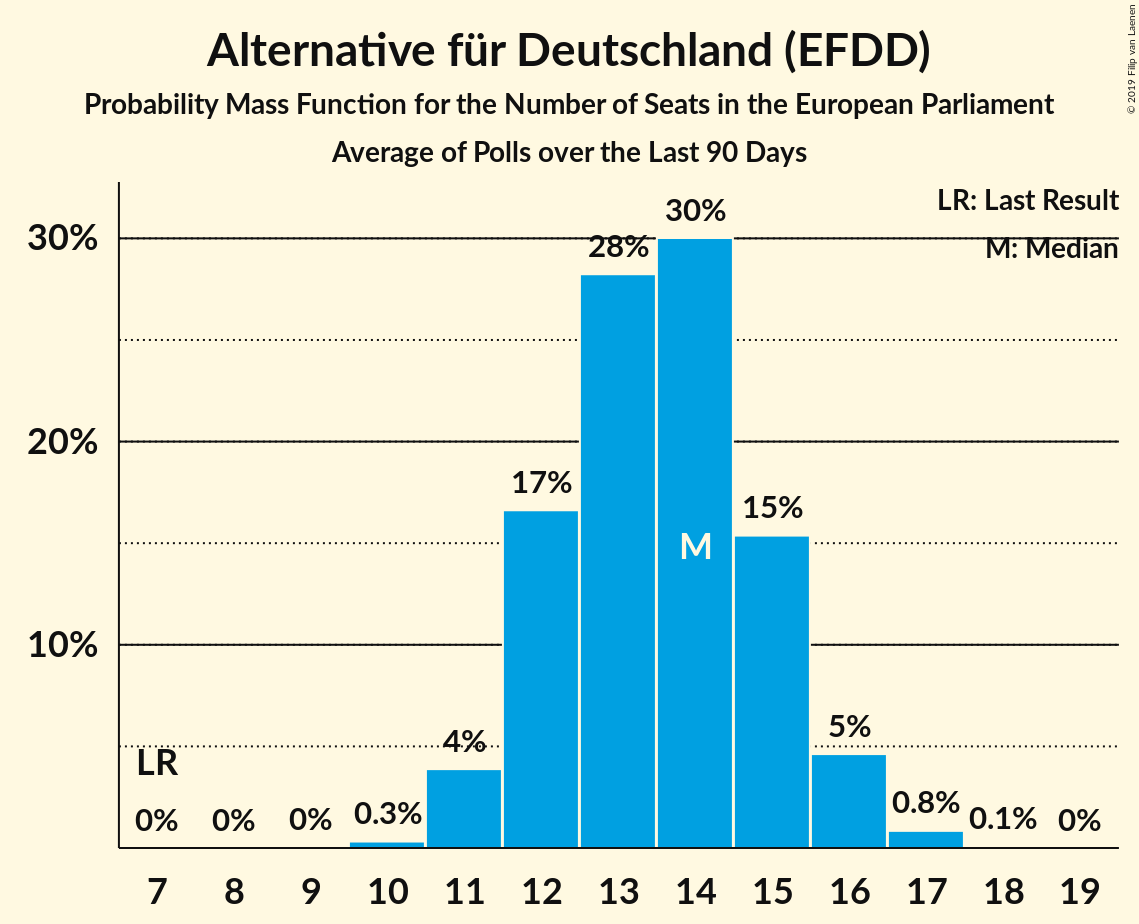 Alternative für Deutschland (EFDD)
Probability Mass Function for the Number of Seats in the European Parliament
Average of Polls over the Last 90 Days
© 2019 Filip van Laenen
LR: Last Result
M: Median
30%
20%
10%
LR
0%
0%
0%
0.3%
4%
17%
28%
30%
M
15%
5%
0.8%
0.1%
0%
7 8 9 10 11 12 13 14 15 16 17 18 19